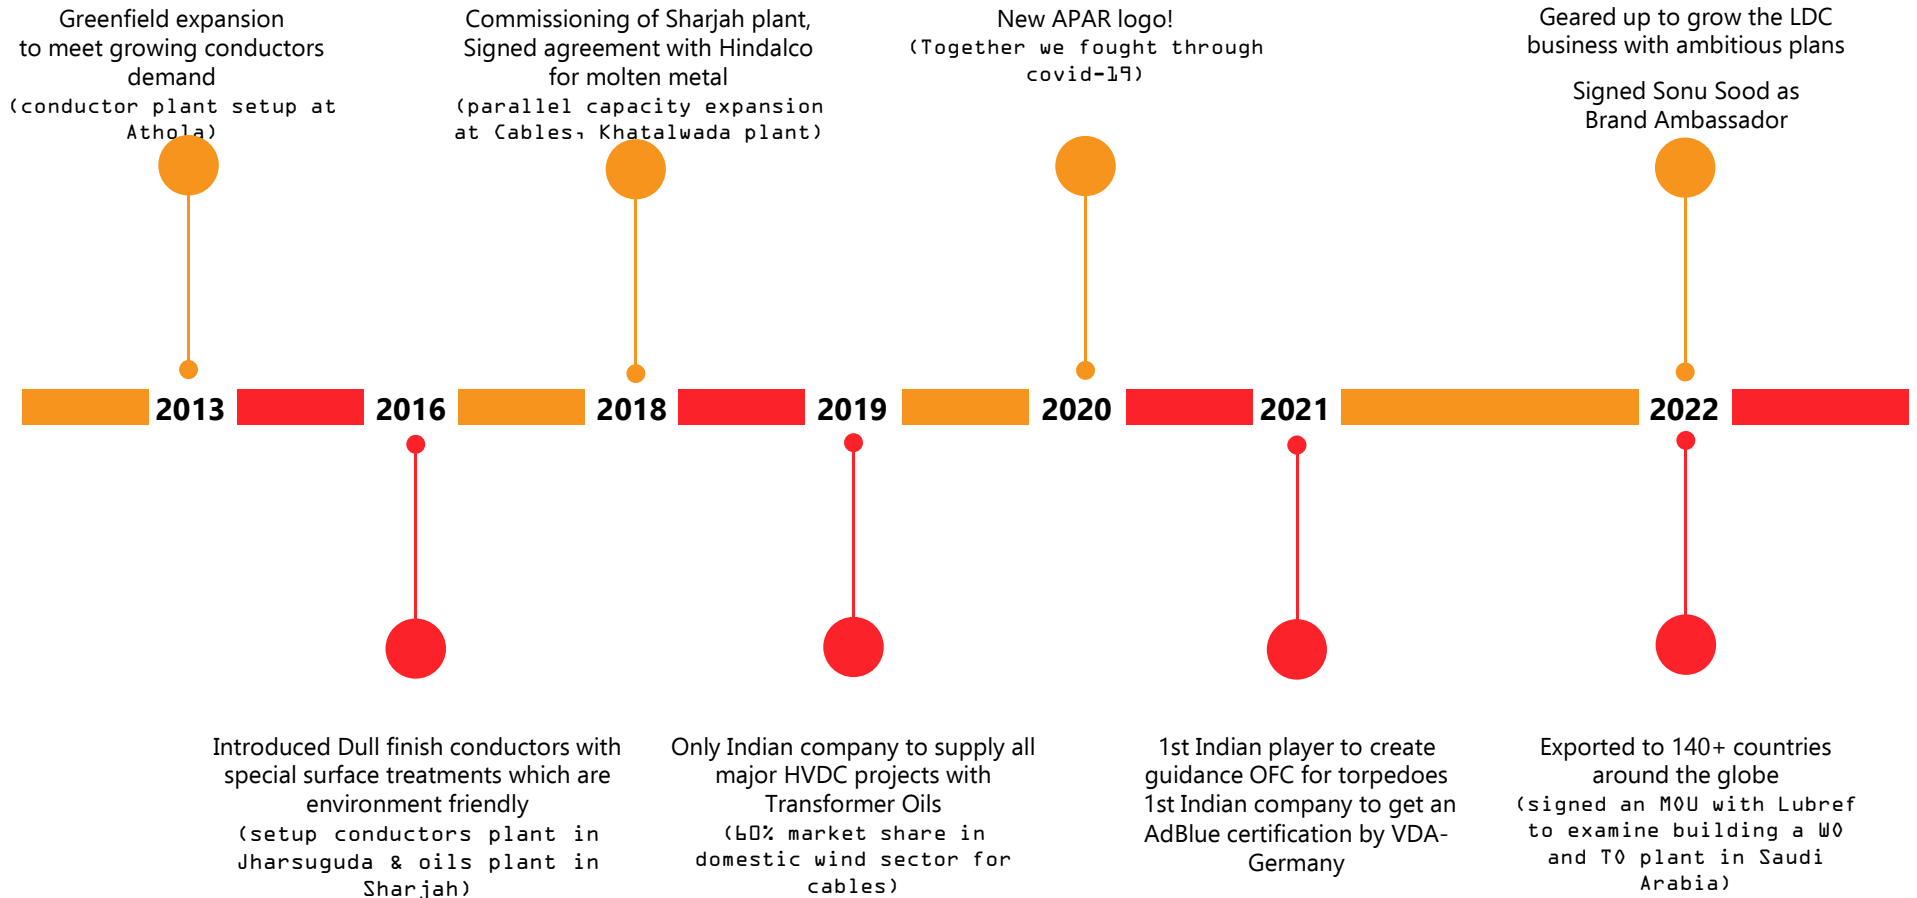 Greenfield expansion
to meet growing conductors
demand
(conductor plant setup at
Athola)
Commissioning of Sharjah plant,
Signed agreement with Hindalco
for molten metal
(parallel capacity expansion
at Cables, Khatalwada plant)
New APAR logo!
(Together we fought through
covid-19)
Geared up to grow the LDC
business with ambitious plans
Signed Sonu Sood as
Brand Ambassador
2013
2016
2018
2019
2020
2021
2022
Introduced Dull finish conductors with
special surface treatments which are
environment friendly
(setup conductors plant in
Jharsuguda & oils plant in
Sharjah)
Only Indian company to supply all
major HVDC projects with
Transformer Oils
(60% market share in
domestic wind sector for
cables)
1st Indian player to create
guidance OFC for torpedoes
1st Indian company to get an
AdBlue certification by VDA-
Germany
Exported to 140+ countries
around the globe
(signed an MOU with Lubref
to examine building a WO
and TO plant in Saudi
Arabia)